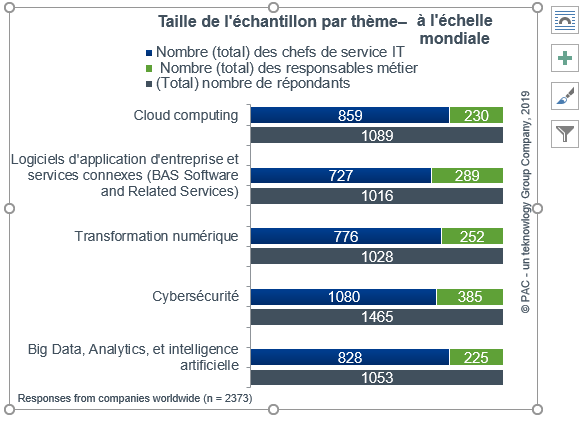 Taille de l'échantillon par thème– à l'échelle
mondiale
Nombre (total) des chefs de service IT
Nombre (total) des responsables métier
(Total) nombre de répondants
Cloud computing
859 230
1089
Logiciels d'application d'entreprise et
services connexes (BAS Software
and Related Services)
727 289
1016
Transformation numérique
776 252
1028
Cybersécurité
1080 385
1465
Big Data, Analytics, et intelligence
artificielle
828 225
1053
Responses from companies worldwide (n = 2373)
© PAC - un teknowlogy Group Company, 2019